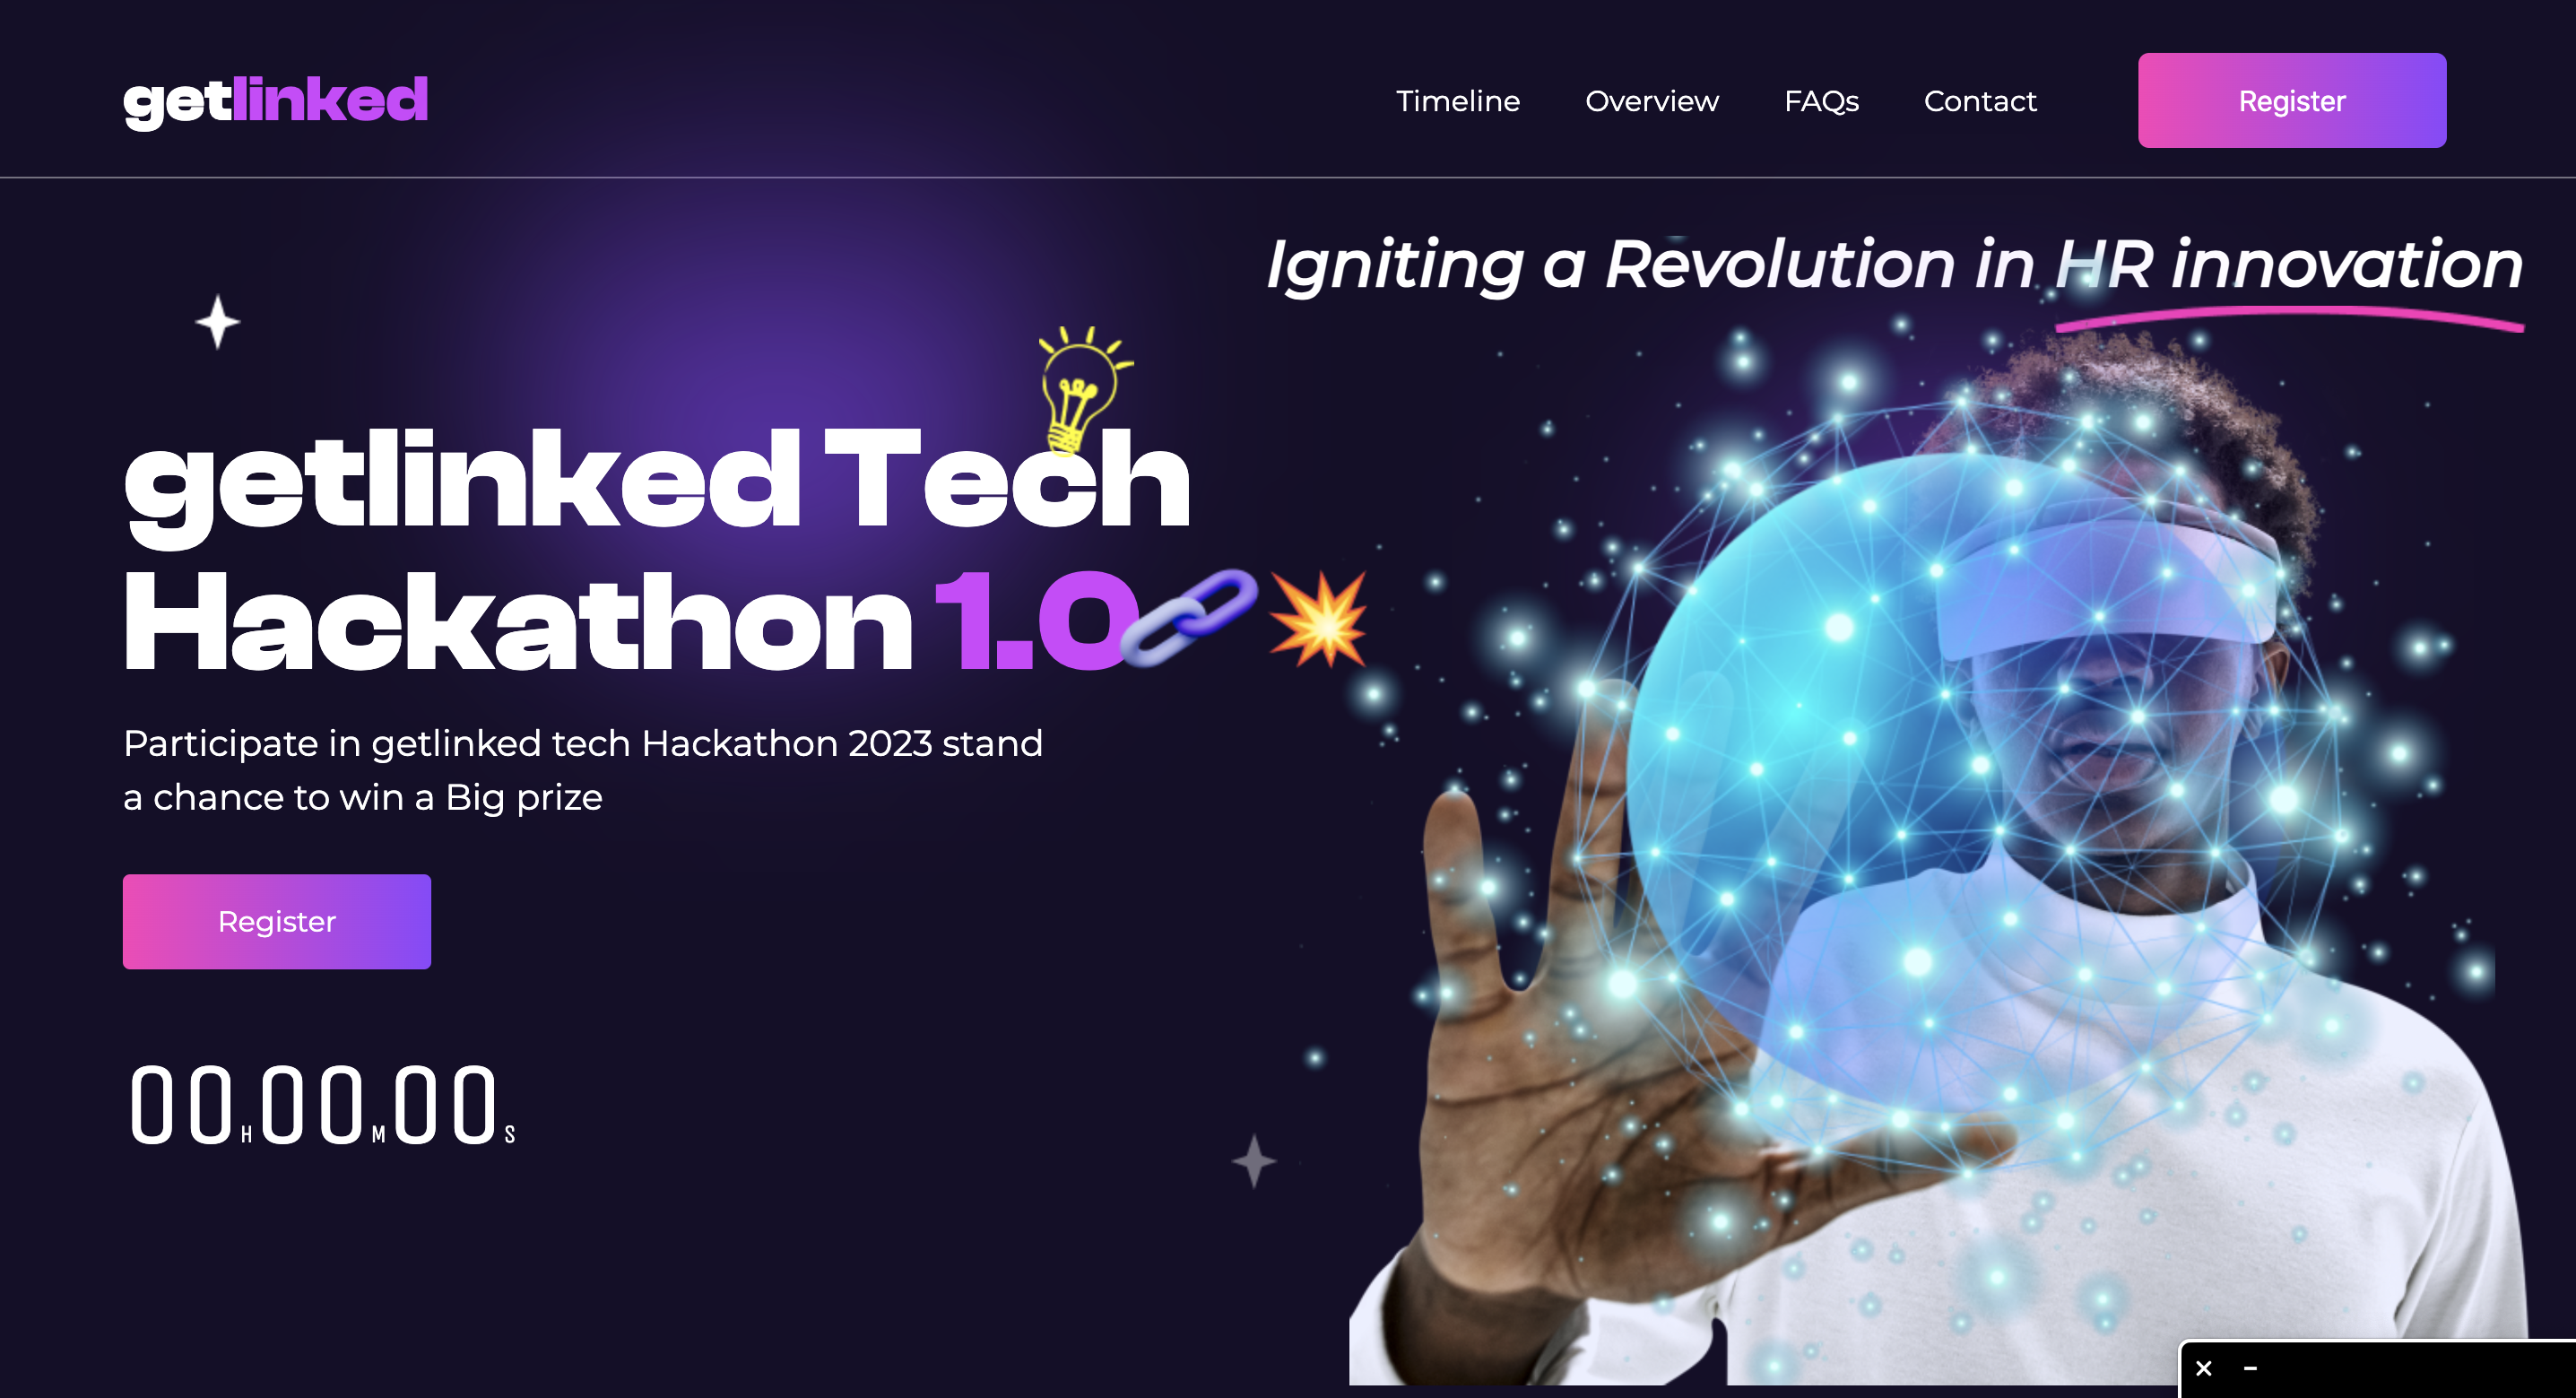 getlinked
Timeline
Overview
FAQs
Contact
Register
Igniting a Revolution in HR innovation
getlinked Tech
Hackathon 1.0
Participate in getlinked tech Hackathon 2023 stand
a chance to win a Big prize
Register
00H00M00S